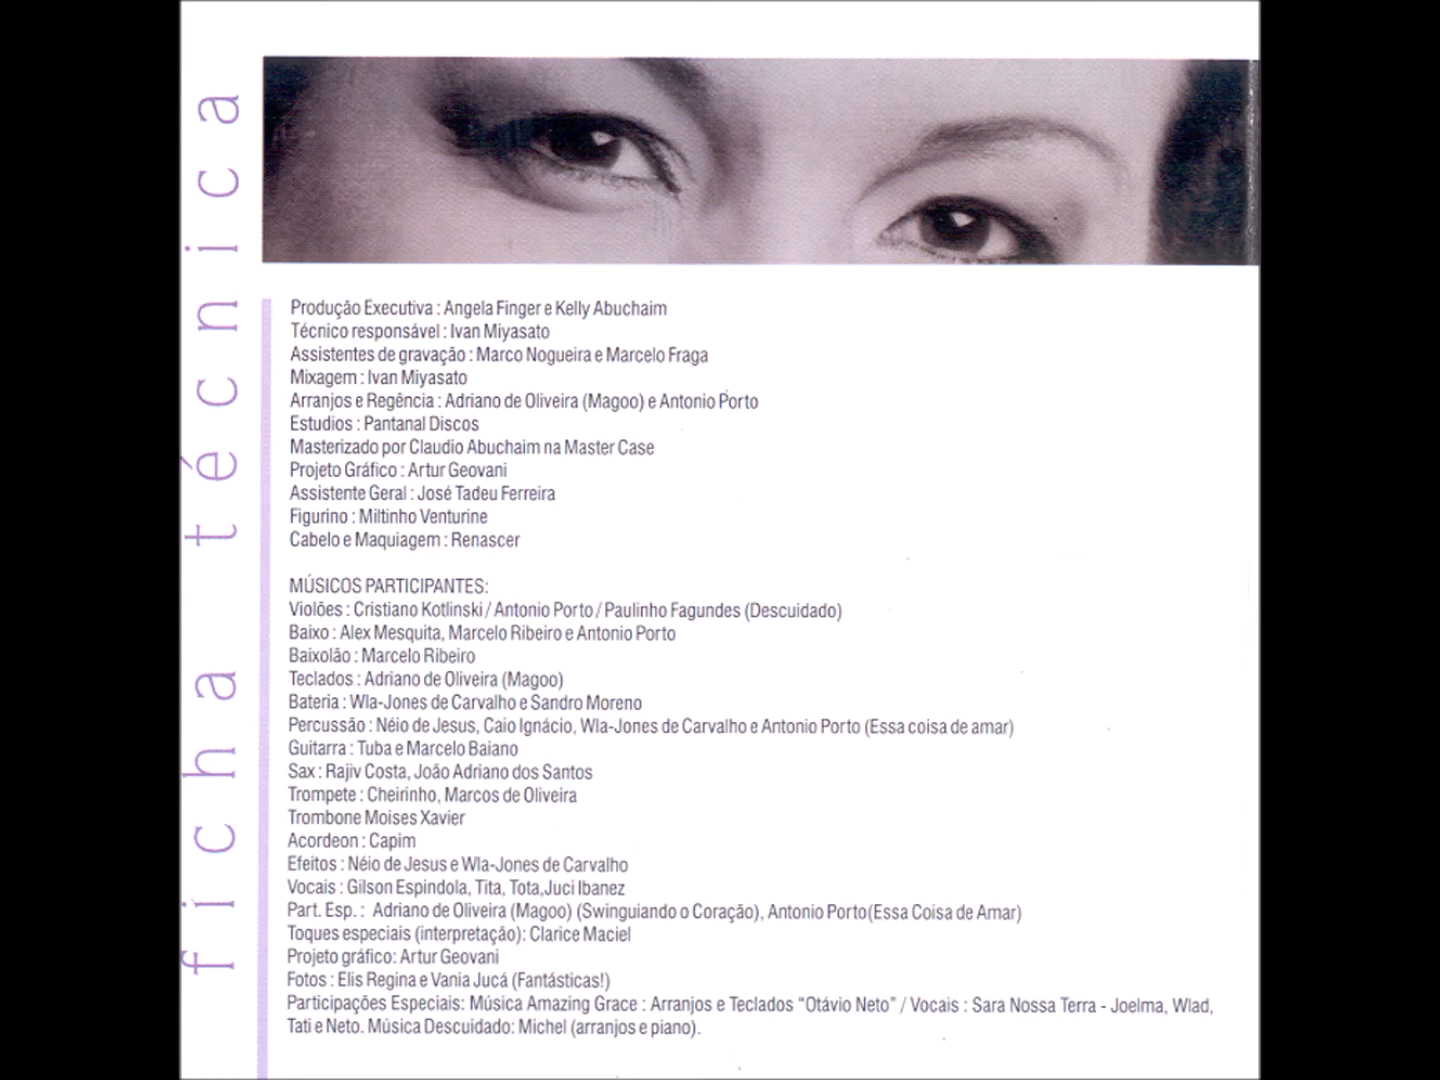 ficha técnica
Produção Executiva : Angela Finger e Kelly Abuchaim
Técnico responsável : Ivan Miyasato
Assistentes de gravação : Marco Nogueira e Marcelo Fraga
Mixagem : Ivan Miyasato
Arranjos e Regência : Adriano de Oliveira (Magoo) e Antonio Porto
Estudios : Pantanal Discos
Masterizado por Claudio Abuchaim na Master Case
Projeto Gráfico : Artur Geovani
Assistente Geral : José Tadeu Ferreira
Figurino : Miltinho Venturine
Cabelo e Maquiagem : Renascer
MÚSICOS PARTICIPANTES:
Violões : Cristiano Kotlinski / Antonio Porto / Paulinho Fagundes (Descuidado)
Baixo : Alex Mesquita, Marcelo Ribeiro e Antonio Porto
Baixolão : Marcelo Ribeiro
Teclados : Adriano de Oliveira (Magoo)
Bateria : Wla-Jones de Carvalho e Sandro Moreno
Percussão : Néio de Jesus, Caio Ignácio, Wla-Jones de Carvalho e Antonio Porto (Essa coisa de amar)
Guitarra : Tuba e Marcelo Baiano
Sax : Rajiv Costa, João Adriano dos Santos
Trompete : Cheirinho, Marcos de Oliveira
Trombone Moises Xavier
Acordeon : Capim
Efeitos : Néio de Jesus e Wla-Jones de Carvalho
Vocais : Gilson Espindola, Tita, Tota,Juci Ibanez
Part. Esp. : Adriano de Oliveira (Magoo) (Swinguiando o Coração), Antonio Porto(Essa Coisa de Amar)
Toques especiais (interpretação): Clarice Maciel
Projeto gráfico: Artur Geovani
Fotos : Elis Regina e Vania Jucá (Fantásticas!)
Participações Especiais: Música Amazing Grace : Arranjos e Teclados "Otávio Neto" / Vocais : Sara Nossa Terra - Joelma, Wlad,
Tati e Neto. Música Descuidado: Michel (arranjos e piano).